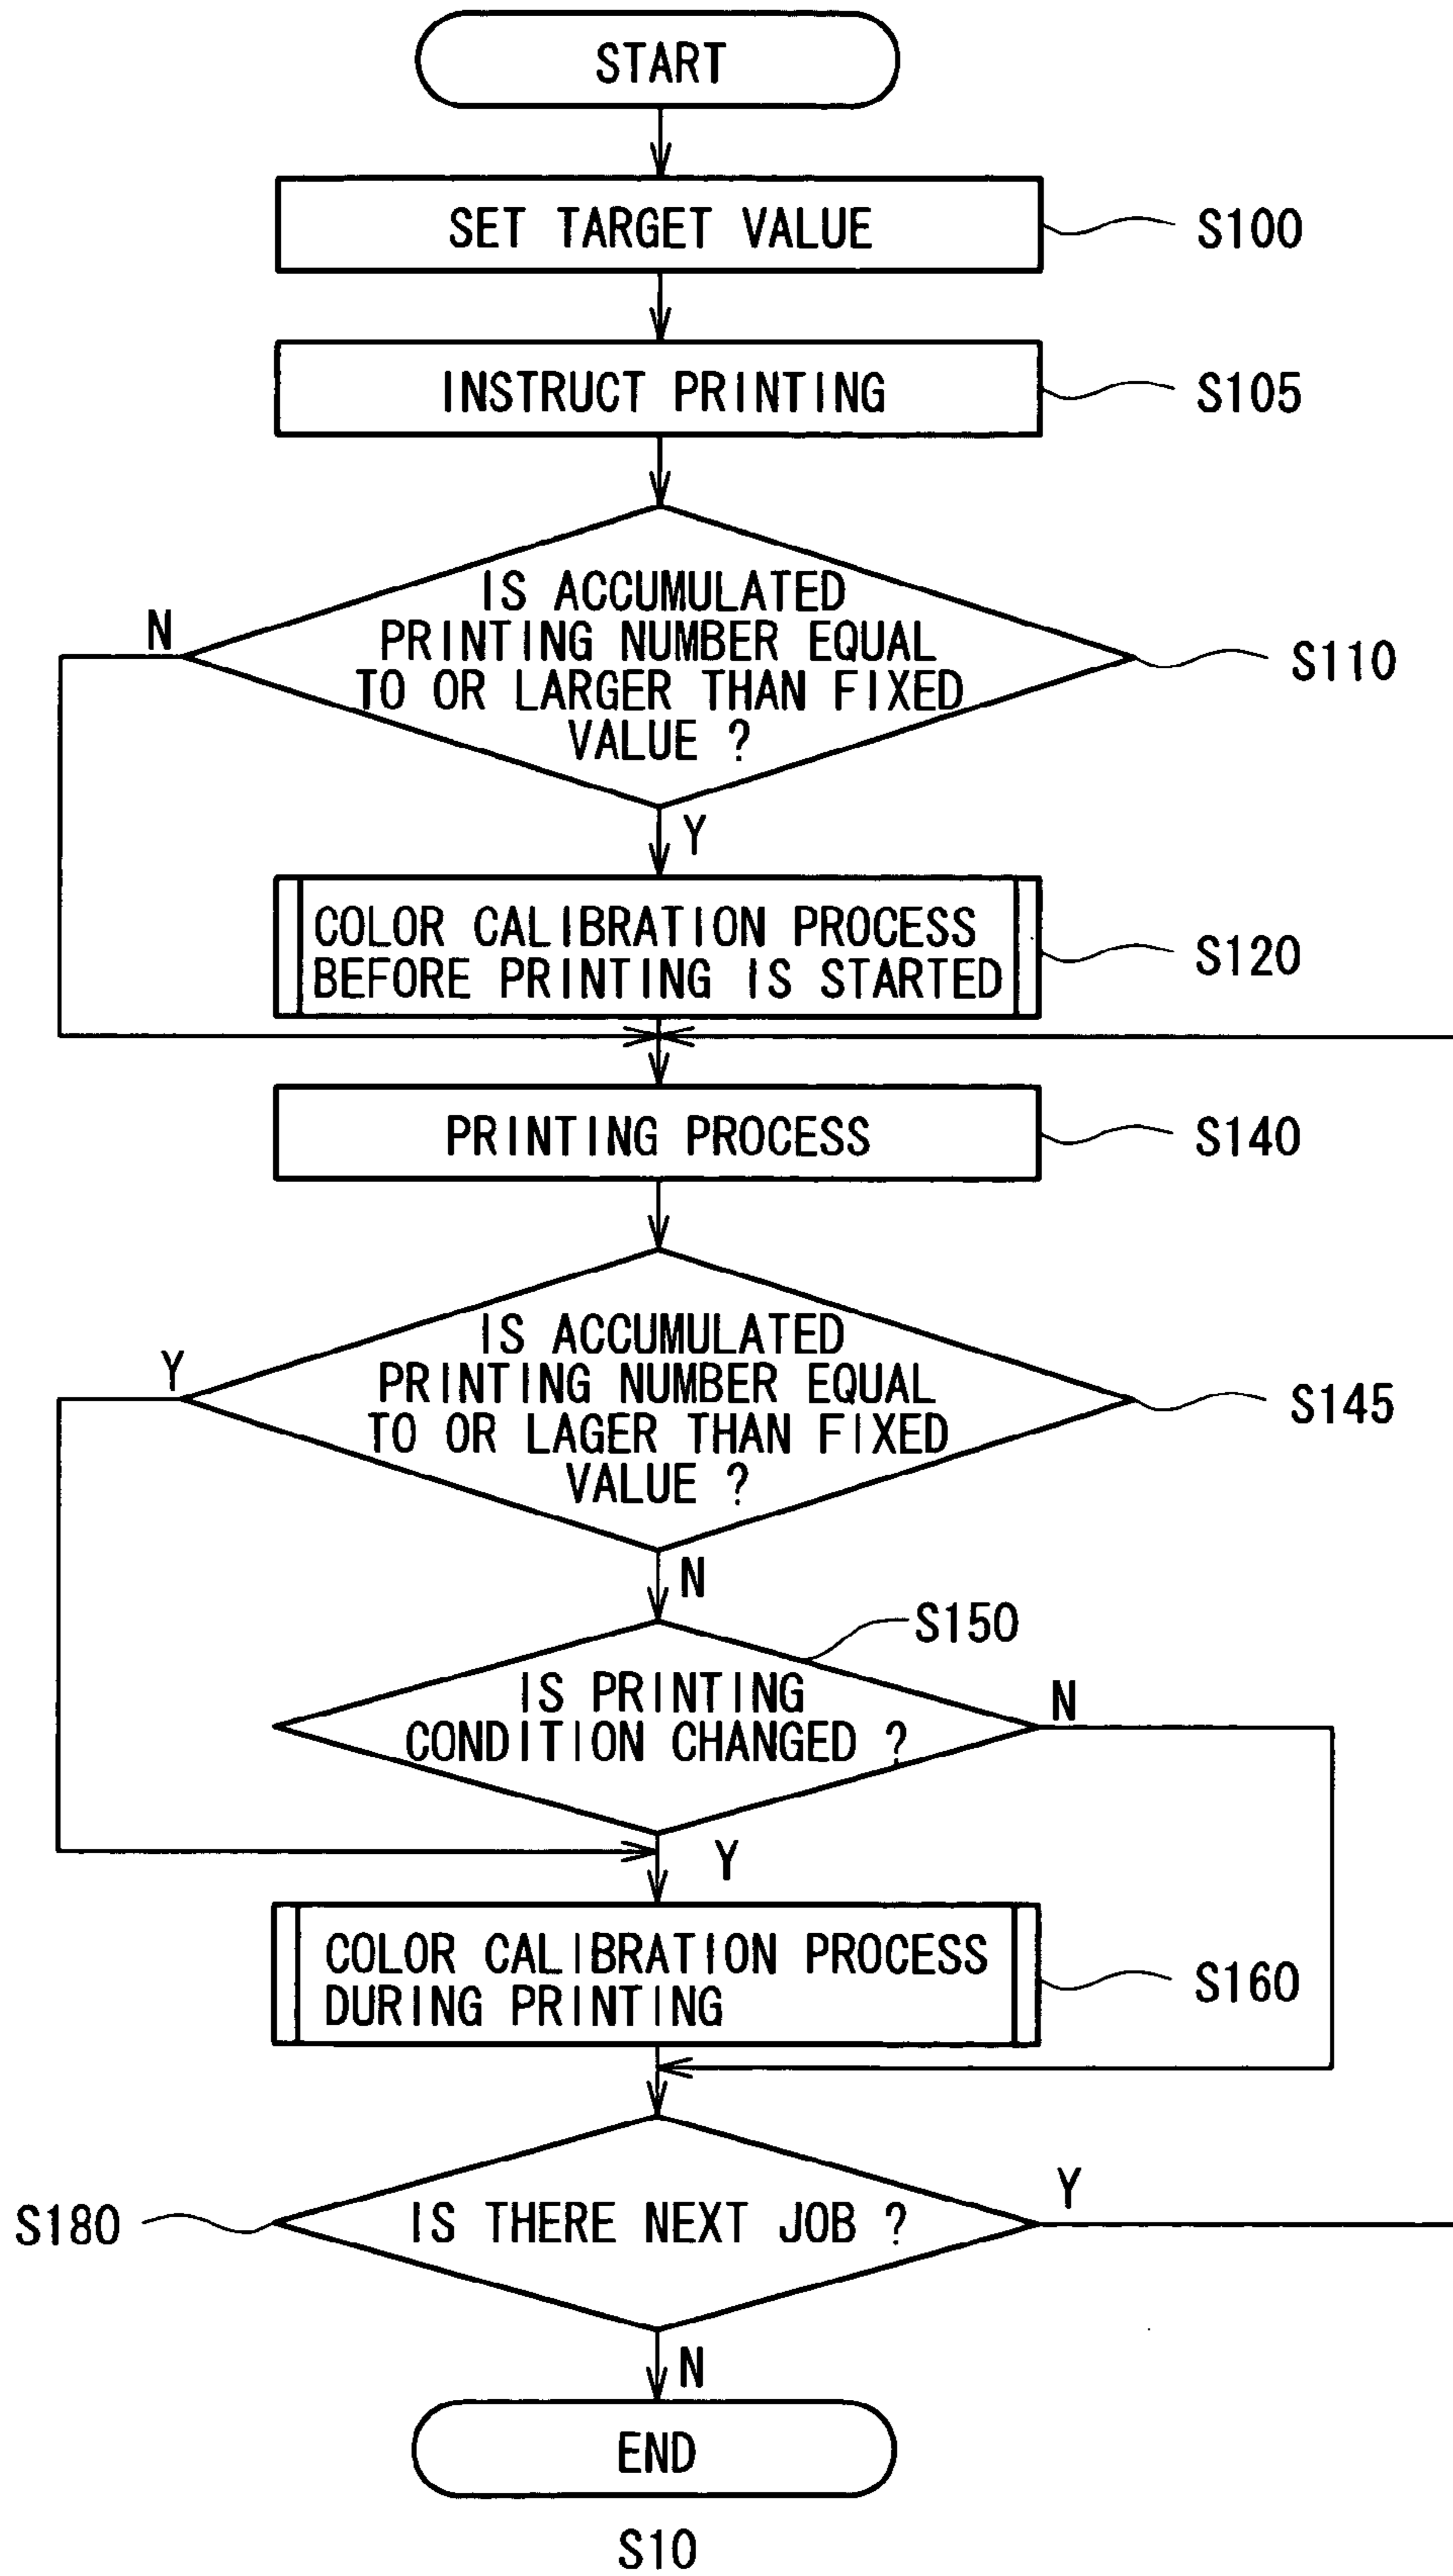 START
SET TARGET VALUE
S100
INSTRUCT PRINTING
S105
IS ACCUMULATED
PRINTING NUMBER EQUAL
TO OR LARGER THAN FIXED
VALUE ?
N
S110
Y
COLOR CALIBRATION PROCESS
BEFORE PRINTING IS STARTED
S120
PRINTING PROCESS
S140
IS ACCUMULATED
PRINTING NUMBER EQUAL
TO OR LAGER THAN FIXED
VALUE ?
Y
S145
N
S150
IS PRINTING
CONDITION CHANGED ?
N
Y
COLOR CALIBRATION PROCESS
DURING PRINTING
S160
S180
IS THERE NEXT JOB ?
Y
N
END
S10